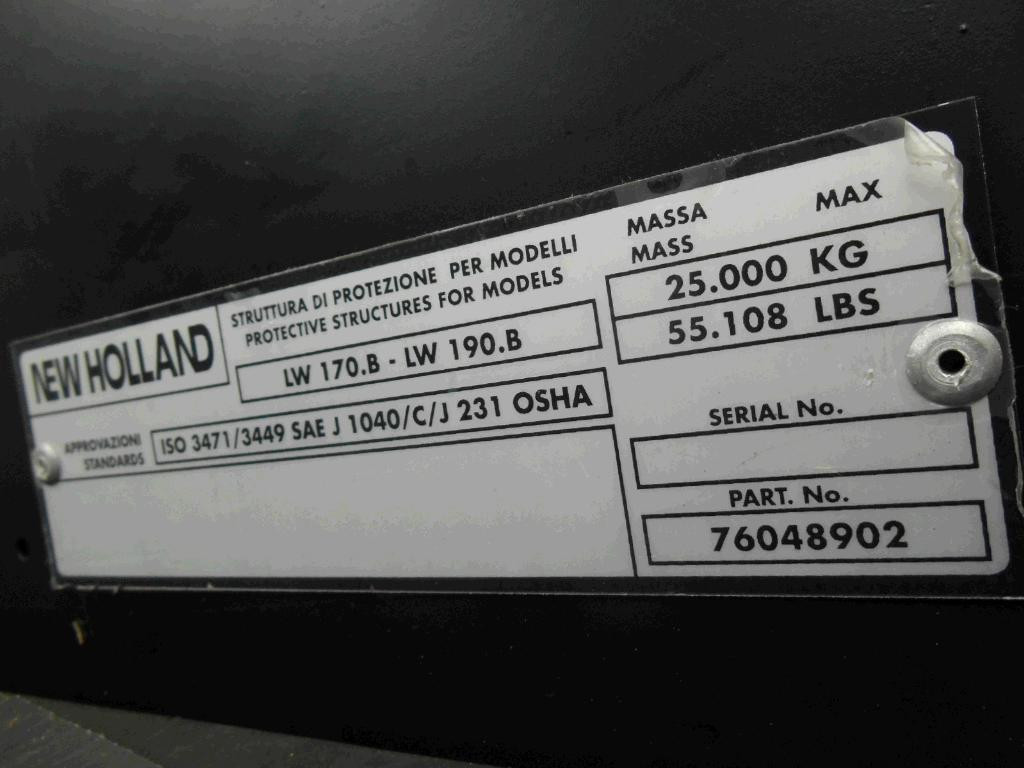 NEW HOLLAND
STRUTTURA DI PROTEZIONE PER MODELLI
PROTECTIVE STRUCTURES FOR MODELS
LW 170.B - LW 190.B
APPROVAZIONI
STANDARDS
ISO 3471/3449 SAE J 1040/C/J 231 OSHA
MASSA MAX
MASS
25.000 KG
55.108 LBS
SERIAL No.
PART. No.
76048902